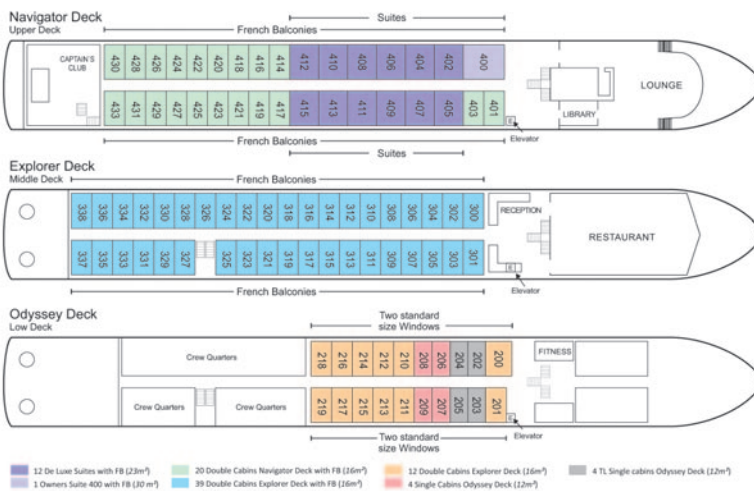 Navigator Deck
Upper Deck
Suites
French Balconies
CAPTAIN'S
CLUB
430 428 426 424 422 420 418 416 414 412 410 408 406 404 402 400
433 431 429 427 425 423 421 419 417 415 413 411 409 407 405 403 401
LOUNGE
LIBRARY
E
Elevator
French Balconies
Suites
Explorer Deck
Middle Deck
French Balconies
338 336 334 332 330 328 326 324 322 320 318 316 314 312 310 308 306 304 302 300
RECEPTION
RESTAURANT
337 335 333 331 329 327 325 323 321 319 317 315 313 311 309 307 305 303 301
E
Elevator
French Balconies
Odyssey Deck
Low Deck
Two standard
size Windows
Crew Quarters
218 216 214 212 210 208 206 204 202 200
FITNESS
Crew Quarters
Crew Quarters
219 217 215 213 211 209 207 205 203 201
E
Elevator
Two standard
size Windows
12 De Luxe Suites with FB (23m²)
20 Double Cabins Navigator Deck with FB (16m²)
12 Double Cabins Explorer Deck (16m²)
4 TL Single cabins Odyssey Deck (12m²)
1 Owners Suite 400 with FB (30 m²)
39 Double Cabins Explorer Deck with FB (16m²)
4 Single Cabins Odyssey Deck (12m²)